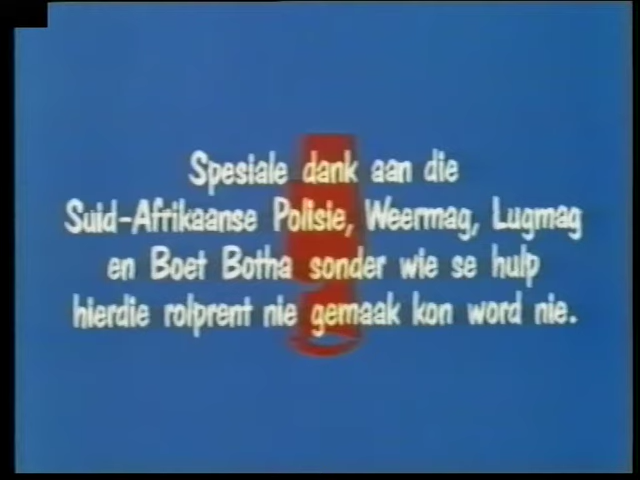 Spesiale dank aan die
Suid-Afrikaanse Polisie, Weermag, Lugmag
en Boet Botha sonder wie se hulp
hierdie rolprent nie gemaak kon word nie.